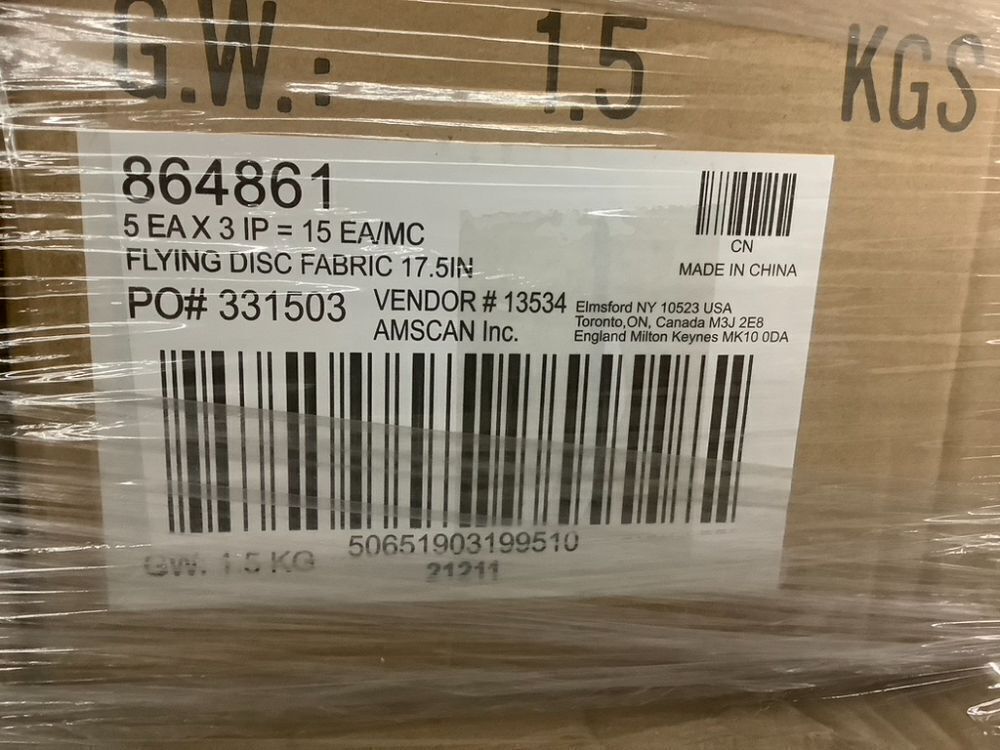 G.W.: 1.5 KGS
864861
5 EA X 3 IP = 15 EA/MC
FLYING DISC FABRIC 17.5IN
CN
MADE IN CHINA
PO# 331503
VENDOR # 13534
AMSCAN Inc.
Elmsford NY 10523 USA
Toronto,ON, Canada M3J 2E8
England Milton Keynes MK10 0DA
50651903199510
GW: 1.5 KG
21211